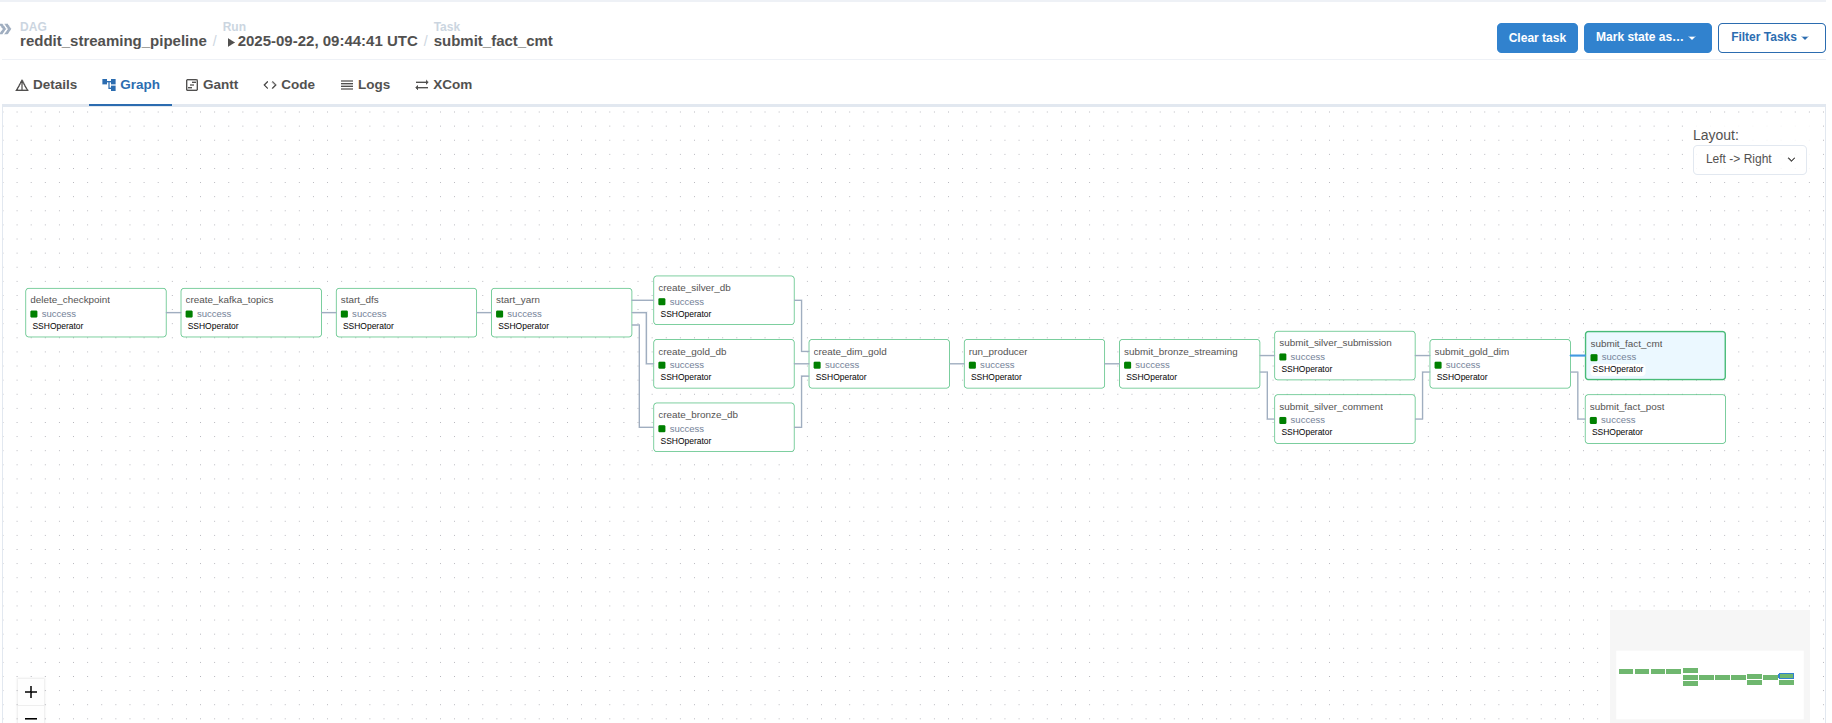 DAG
reddit_streaming_pipeline /
Run
2025-09-22, 09:44:41 UTC /
Task
submit_fact_cmt
Clear task
Mark state as…
Filter Tasks
Details
Graph
Gantt
Code
Logs
XCom
Layout:
Left -> Right
delete_checkpoint
success
SSHOperator
create_kafka_topics
success
SSHOperator
start_dfs
success
SSHOperator
start_yarn
success
SSHOperator
create_silver_db
success
SSHOperator
create_gold_db
success
SSHOperator
create_bronze_db
success
SSHOperator
create_dim_gold
success
SSHOperator
run_producer
success
SSHOperator
submit_bronze_streaming
success
SSHOperator
submit_silver_submission
success
SSHOperator
submit_silver_comment
success
SSHOperator
submit_gold_dim
success
SSHOperator
submit_fact_cmt
success
SSHOperator
submit_fact_post
success
SSHOperator